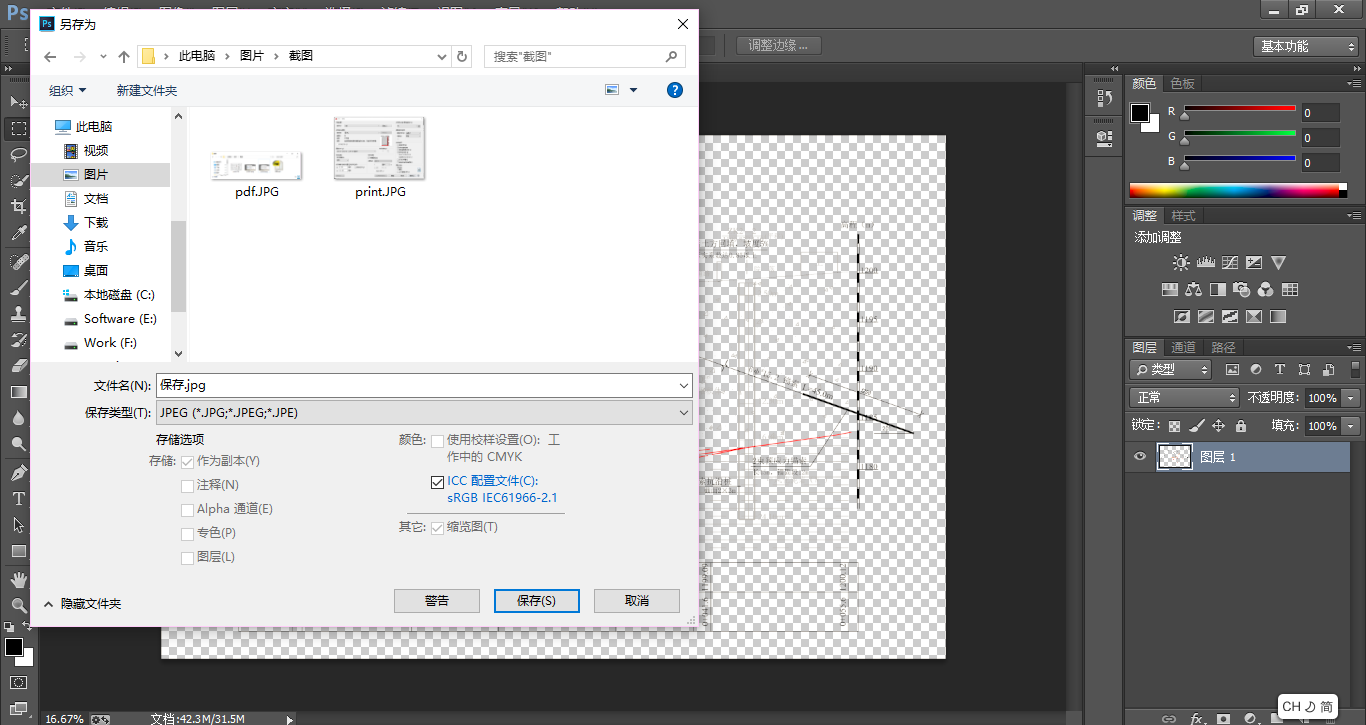 Ps
另存为
此电脑 图片 截图
搜索"截图"
调整边缘...
基本功能
组织
新建文件夹
颜色 色板
此电脑
视频
图片
文档
下载
音乐
桌面
本地磁盘 (C:)
Software (E:)
Work (F:)
pdf.JPG
print.JPG
R 0
G 0
B 0
调整 样式
添加调整
1200
1195
1190
1180
图层 通道 路径
类型
正常 不透明度: 100%
锁定: 填充: 100%
图层 1
文件名(N): 保存.jpg
保存类型(T): JPEG (*.JPG;*.JPEG;*.JPE)
存储选项
存储: 作为副本(Y)
注释(N)
Alpha 通道(E)
专色(P)
图层(L)
颜色: 使用校样设置(O): 工
作中的 CMYK
ICC 配置文件(C):
sRGB IEC61966-2.1
其它: 缩览图(T)
隐藏文件夹
警告
保存(S)
取消
16.67%
文档:42.3M/31.5M
fx
CH 简